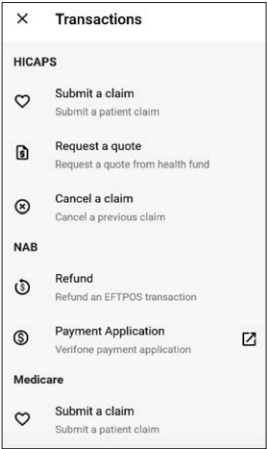 Transactions
HICAPS
Submit a claim
Submit a patient claim
Request a quote
Request a quote from health fund
Cancel a claim
Cancel a previous claim
NAB
Refund
Refund an EFTPOS transaction
Payment Application
Verifone payment application
Medicare
Submit a claim
Submit a patient claim